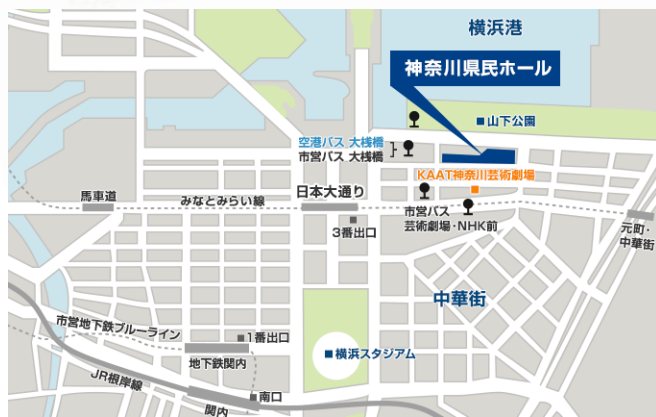 横浜港
神奈川県民ホール
山下公園
空港バス 大桟橋
市営バス 大桟橋
KAAT神奈川芸術劇場
日本大通り
馬車道
みなとみらい線
市営バス
芸術劇場・NHK前
3番出口
元町・
中華街
中華街
市営地下鉄ブルーライン
1番出口
地下鉄関内
横浜スタジアム
JR根岸線
南口
関内